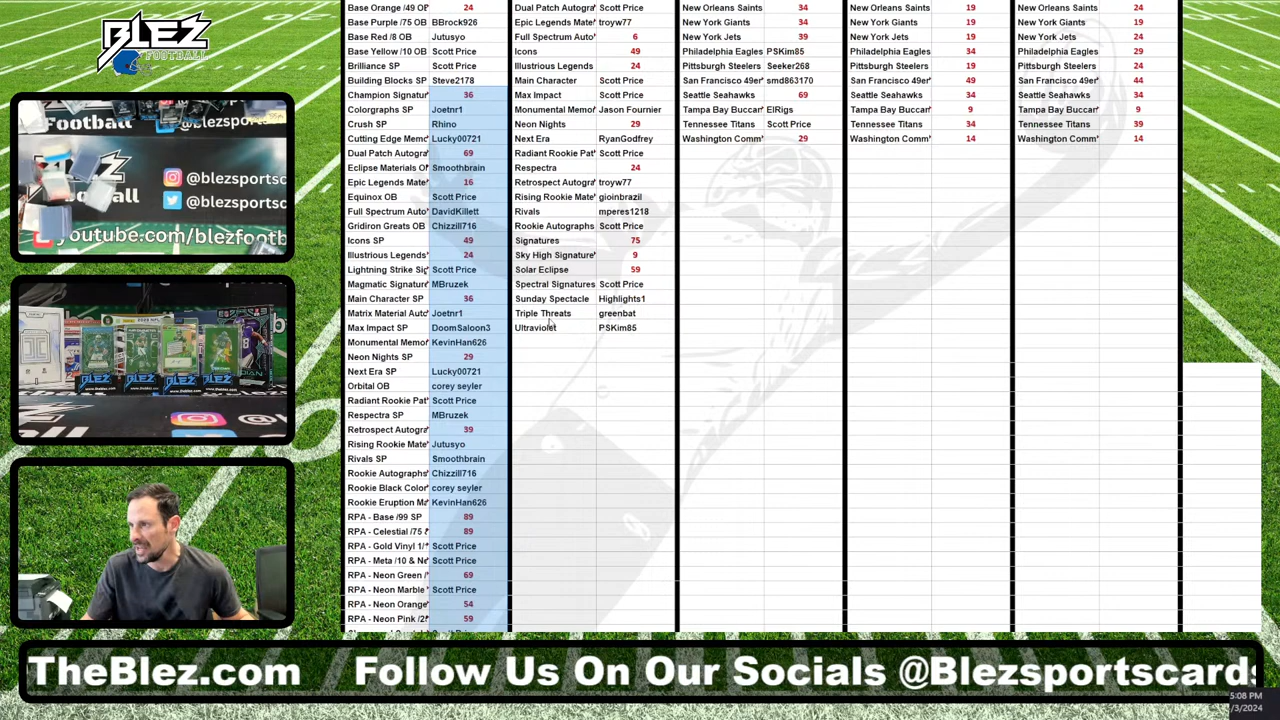 BLEZ
FOOTBALL
Football
@blezsportsc
@blezsportsc
youtube.com/blezfootb
BLEZ BLEZ BLEZ BLEZ
Base Orange /49 OB 24
Base Purple /75 OB BBrock926
Base Red /8 OB Jutusyo
Base Yellow /10 OB Scott Price
Brilliance SP Scott Price
Building Blocks SP Steve2178
Champion Signatur 36
Colorgraphs SP Joetnr1
Crush SP Rhino
Cutting Edge Memo Lucky00721
Dual Patch Autogra 69
Eclipse Materials O Smoothbrain
Epic Legends Mate 16
Equinox OB Scott Price
Full Spectrum Auto DavidKillett
Gridiron Greats OB Chizzill716
Icons SP 49
Illustrious Legends 24
Lightning Strike Sig Scott Price
Magmatic Signatur MBruzek
Main Character SP 36
Matrix Material Auto Joetnr1
Max Impact SP DoomSaloon3
Monumental Memo KevinHan626
Neon Nights SP 29
Next Era SP Lucky00721
Orbital OB corey seyler
Radiant Rookie Pat Scott Price
Respectra SP MBruzek
Retrospect Autogra 39
Rising Rookie Mate Jutusyo
Rivals SP Smoothbrain
Rookie Autographs Chizzill716
Rookie Black Color corey seyler
Rookie Eruption Ma KevinHan626
RPA - Base /99 SP 89
RPA - Celestial /75 89
RPA - Gold Vinyl 1/ Scott Price
RPA - Meta /10 & Ne Scott Price
RPA - Neon Green / 69
RPA - Neon Marble Scott Price
RPA - Neon Orange 54
RPA - Neon Pink /2 59
Dual Patch Autogra Scott Price
Epic Legends Mate troyw77
Full Spectrum Auto 6
Icons 49
Illustrious Legends 24
Main Character Scott Price
Max Impact Scott Price
Monumental Memo Jason Fournier
Neon Nights 29
Next Era RyanGodfrey
Radiant Rookie Pat Scott Price
Respectra 24
Retrospect Autogra troyw77
Rising Rookie Mate gioinbrazil
Rivals mperes1218
Rookie Autographs Scott Price
Signatures 75
Sky High Signature 9
Solar Eclipse 59
Spectral Signatures Scott Price
Sunday Spectacle Highlights1
Triple Threats greenbat
Ultraviolet PSKim85
New Orleans Saints 34
New York Giants 34
New York Jets 39
Philadelphia Eagles PSKim85
Pittsburgh Steelers Seeker268
San Francisco 49er smd863170
Seattle Seahawks 69
Tampa Bay Buccar ElRigs
Tennessee Titans Scott Price
Washington Comm 29
New Orleans Saints 19
New York Giants 19
New York Jets 19
Philadelphia Eagles 34
Pittsburgh Steelers 19
San Francisco 49er 49
Seattle Seahawks 34
Tampa Bay Buccar 9
Tennessee Titans 34
Washington Comm 14
New Orleans Saints 24
New York Giants 19
New York Jets 24
Philadelphia Eagles 29
Pittsburgh Steelers 24
San Francisco 49er 44
Seattle Seahawks 34
Tampa Bay Buccar 9
Tennessee Titans 39
Washington Comm 14
TheBlez.com / Follow Us On Our Socials @Blezsportscards
5:08 PM
/3/2024